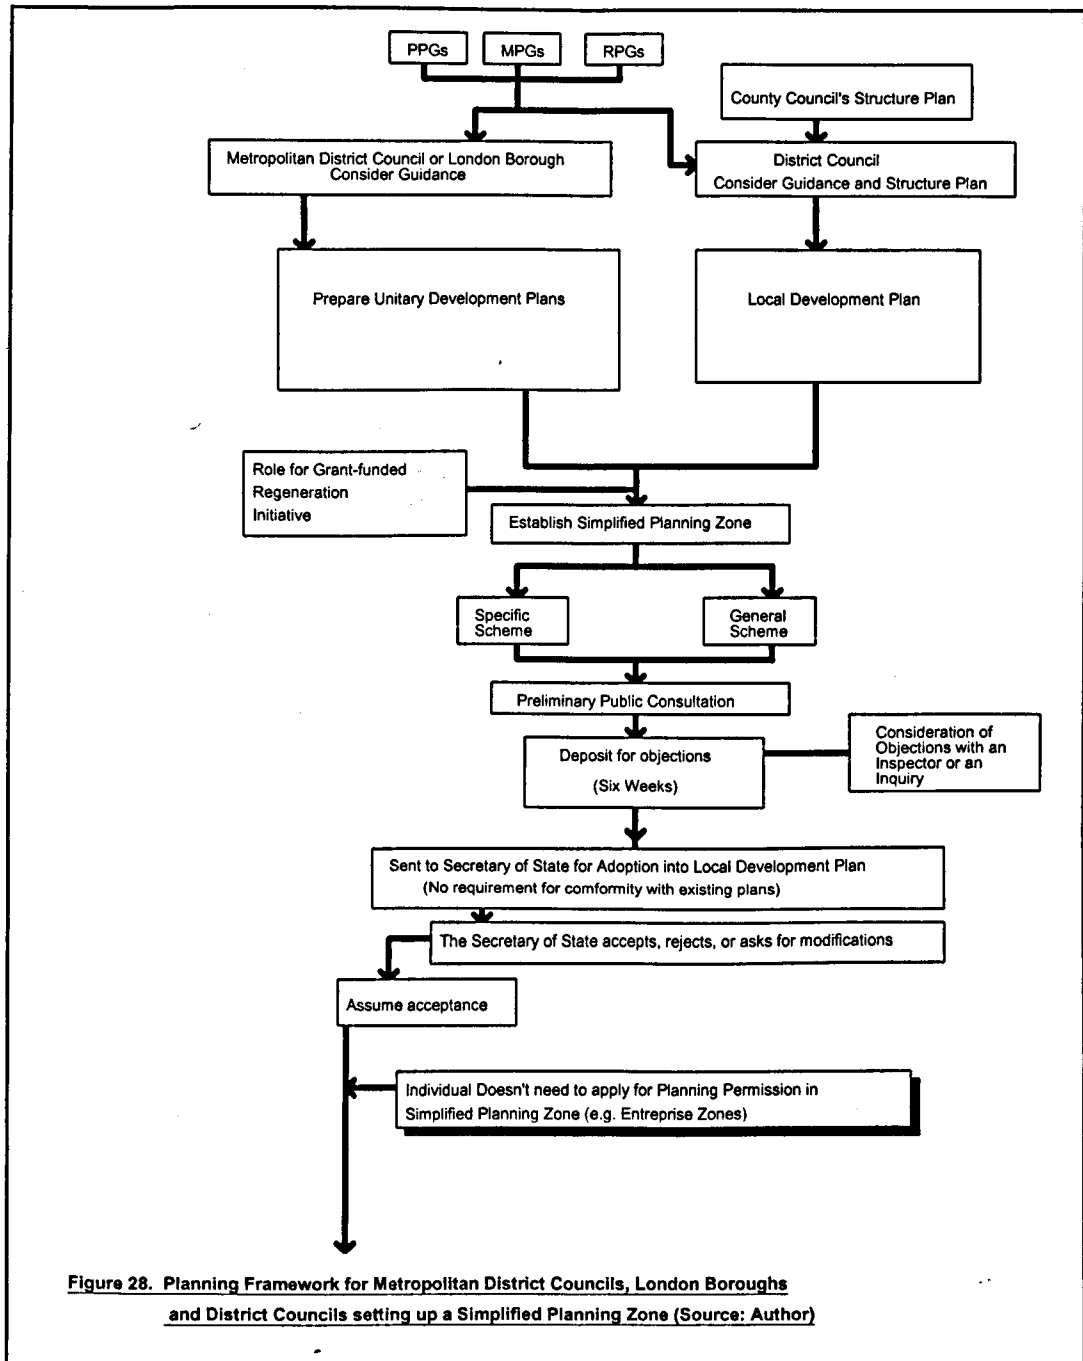 PPGs
MPGs
RPGs
County Council's Structure Plan
Metropolitan District Council or London Borough
Consider Guidance
District Council
Consider Guidance and Structure Plan
Prepare Unitary Development Plans
Local Development Plan
Role for Grant-funded
Regeneration
Initiative
Establish Simplified Planning Zone
Specific
Scheme
General
Scheme
Preliminary Public Consultation
Deposit for objections
(Six Weeks)
Consideration of
Objections with an
Inspector or an
Inquiry
Sent to Secretary of State for Adoption into Local Development Plan
(No requirement for comformity with existing plans)
The Secretary of State accepts, rejects, or asks for modifications
Assume acceptance
Individual Doesn't need to apply for Planning Permission in
Simplified Planning Zone (e.g. Entreprise Zones)
Figure 28. Planning Framework for Metropolitan District Councils, London Boroughs
and District Councils setting up a Simplified Planning Zone (Source: Author)